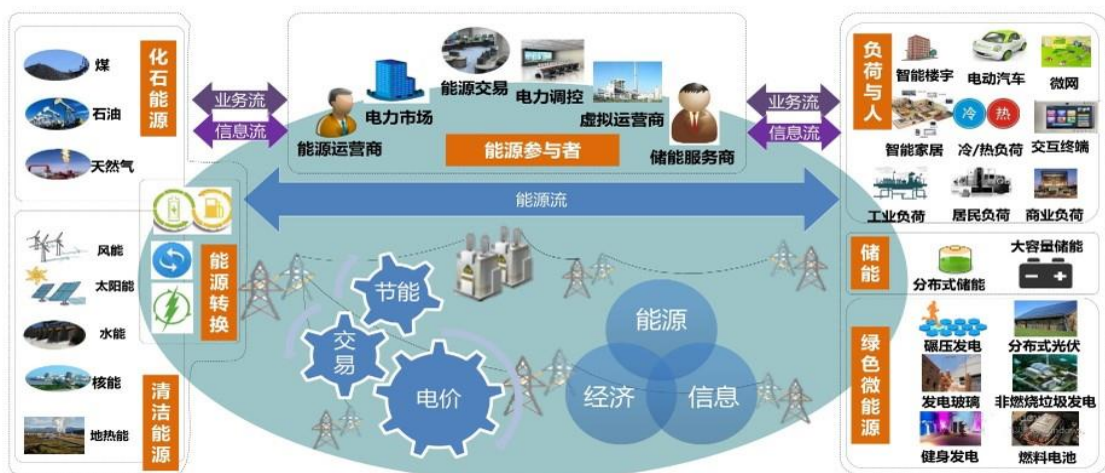 化石能源
煤
石油
天然气
业务流
信息流
能源交易
电力调控
电力市场
虚拟运营商
能源运营商
能源参与者
储能服务商
业务流
信息流
负荷与人
智能楼宇
电动汽车
微网
冷
热
智能家居
冷/热负荷
交互终端
工业负荷
居民负荷
商业负荷
能源流
风能
太阳能
水能
核能
地热能
清洁能源
能源转换
节能
交易
电价
能源
经济
信息
储能
分布式储能
大容量储能
绿色微能源
碾压发电
分布式光伏
发电玻璃
非燃烧垃圾发电
健身发电
燃料电池